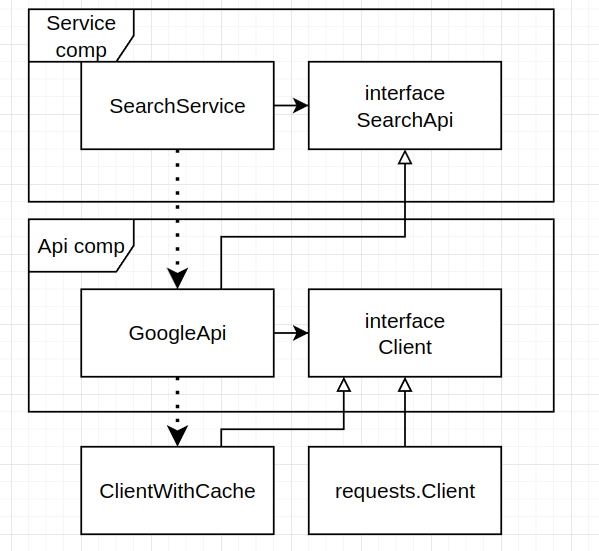 Service
comp
SearchService
interface
SearchApi
Api comp
GoogleApi
interface
Client
ClientWithCache
requests.Client